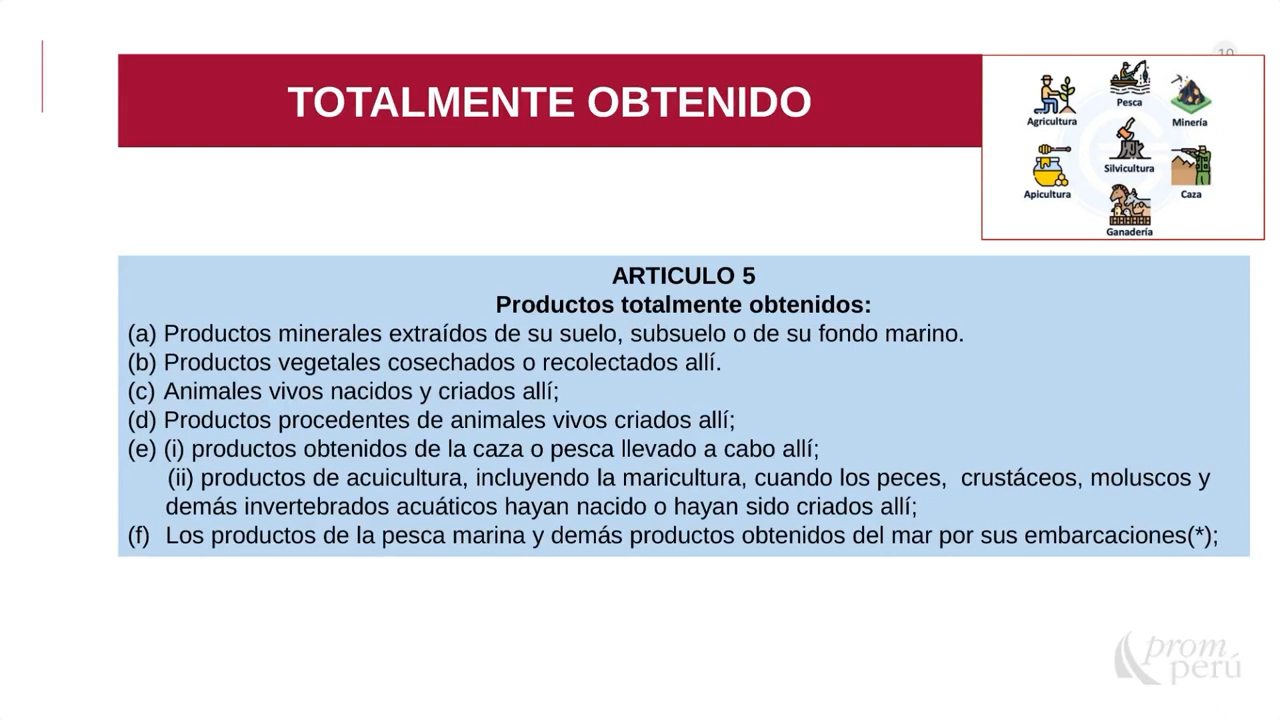 10
TOTALMENTE OBTENIDO
Agricultura
Pesca
Minería
Apicultura
Silvicultura
Caza
Ganadería
ARTICULO 5
Productos totalmente obtenidos:
(a) Productos minerales extraídos de su suelo, subsuelo o de su fondo marino.
(b) Productos vegetales cosechados o recolectados allí.
(c) Animales vivos nacidos y criados allí;
(d) Productos procedentes de animales vivos criados allí;
(e) (i) productos obtenidos de la caza o pesca llevado a cabo allí;
(ii) productos de acuicultura, incluyendo la maricultura, cuando los peces, crustáceos, moluscos y
demás invertebrados acuáticos hayan nacido o hayan sido criados allí;
(f) Los productos de la pesca marina y demás productos obtenidos del mar por sus embarcaciones(*);
prom
perú